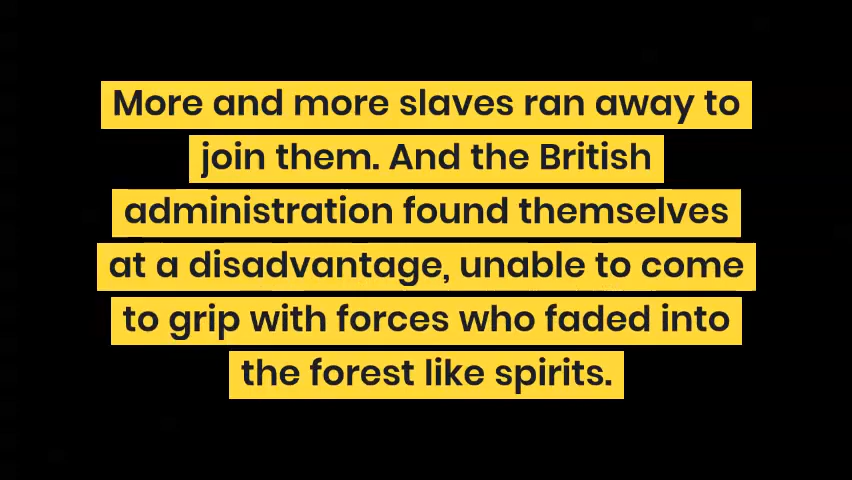 More and more slaves ran away to
join them. And the British
administration found themselves
at a disadvantage, unable to come
to grip with forces who faded into
the forest like spirits.